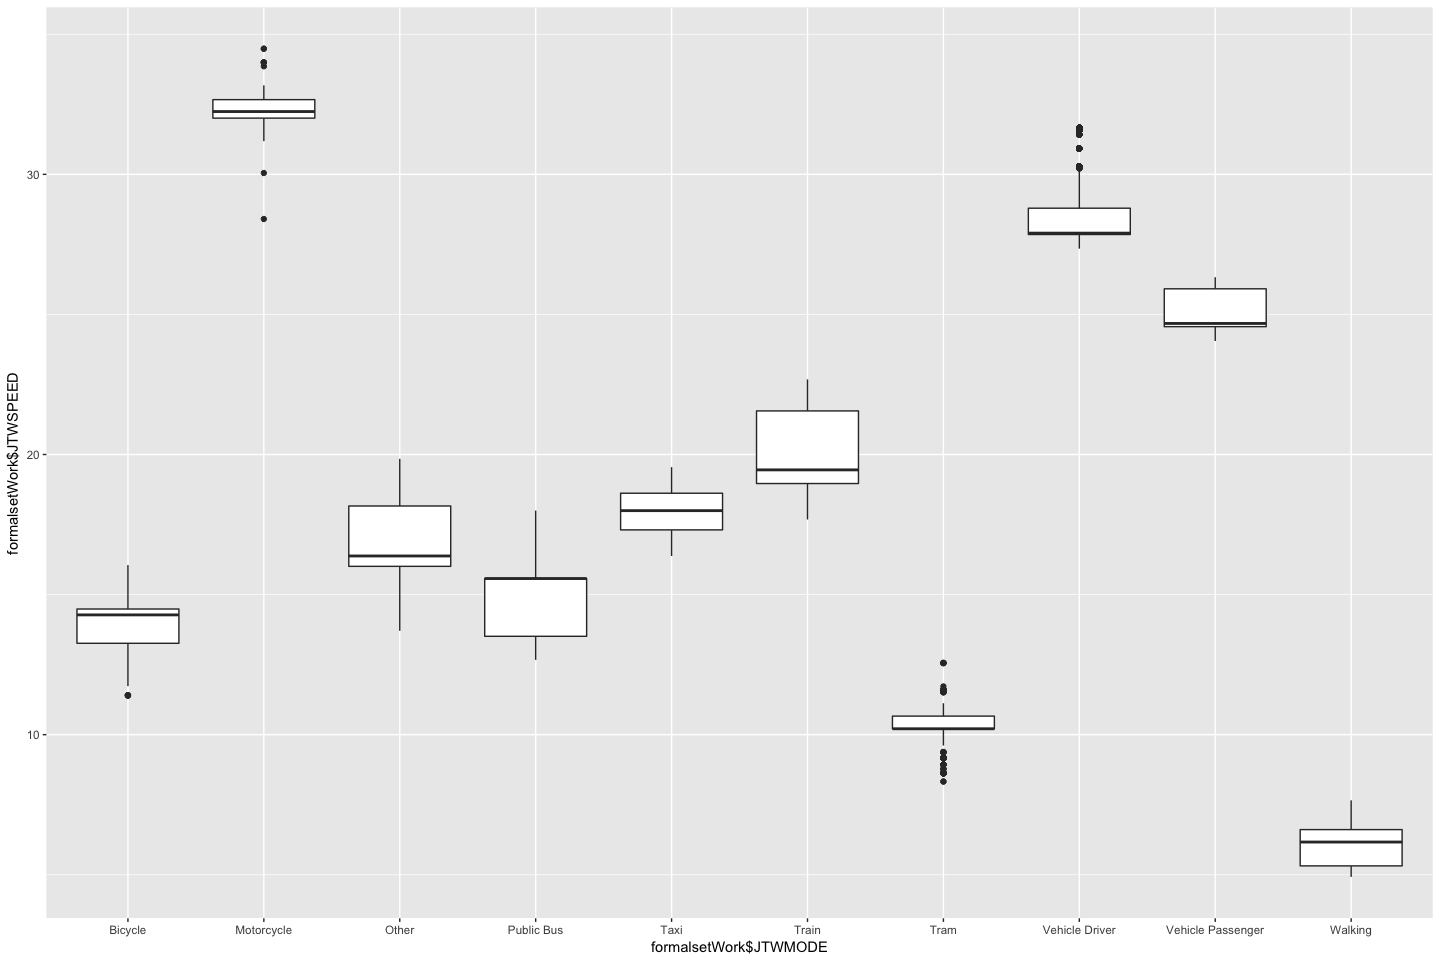 formalsetWork$JTWSPEED
30
20
10
Bicycle Motorcycle Other Public Bus Taxi Train Tram Vehicle Driver Vehicle Passenger Walking
formalsetWork$JTWMODE